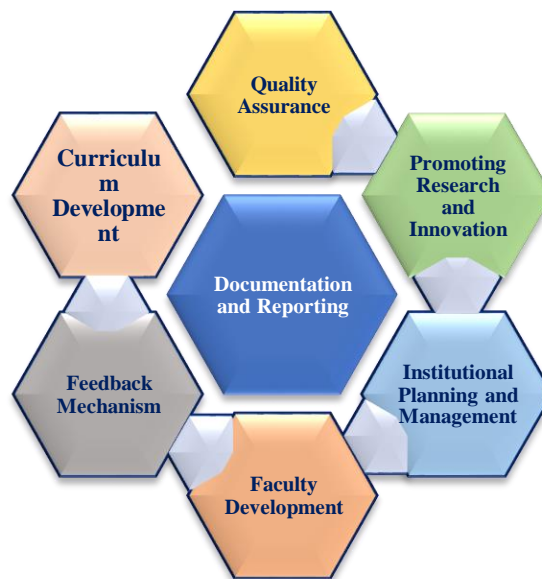 Quality
Assurance
Curriculu
m
Developme
nt
Promoting
Research
and
Innovation
Documentation
and Reporting
Feedback
Mechanism
Institutional
Planning and
Management
Faculty
Development